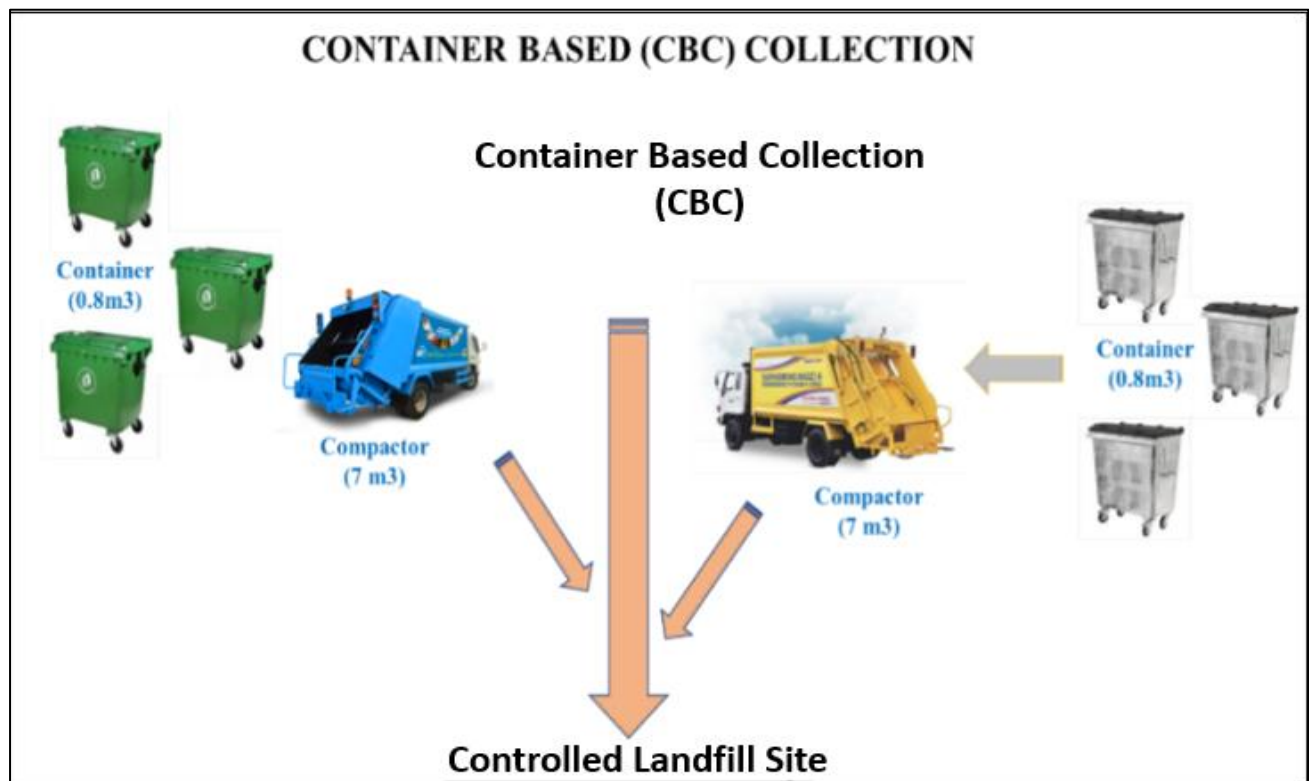 CONTAINER BASED (CBC) COLLECTION
Container Based Collection
(CBC)
Container
(0.8m3)
Compactor
(7 m3)
Compactor
(7 m3)
Container
(0.8m3)
Controlled Landfill Site